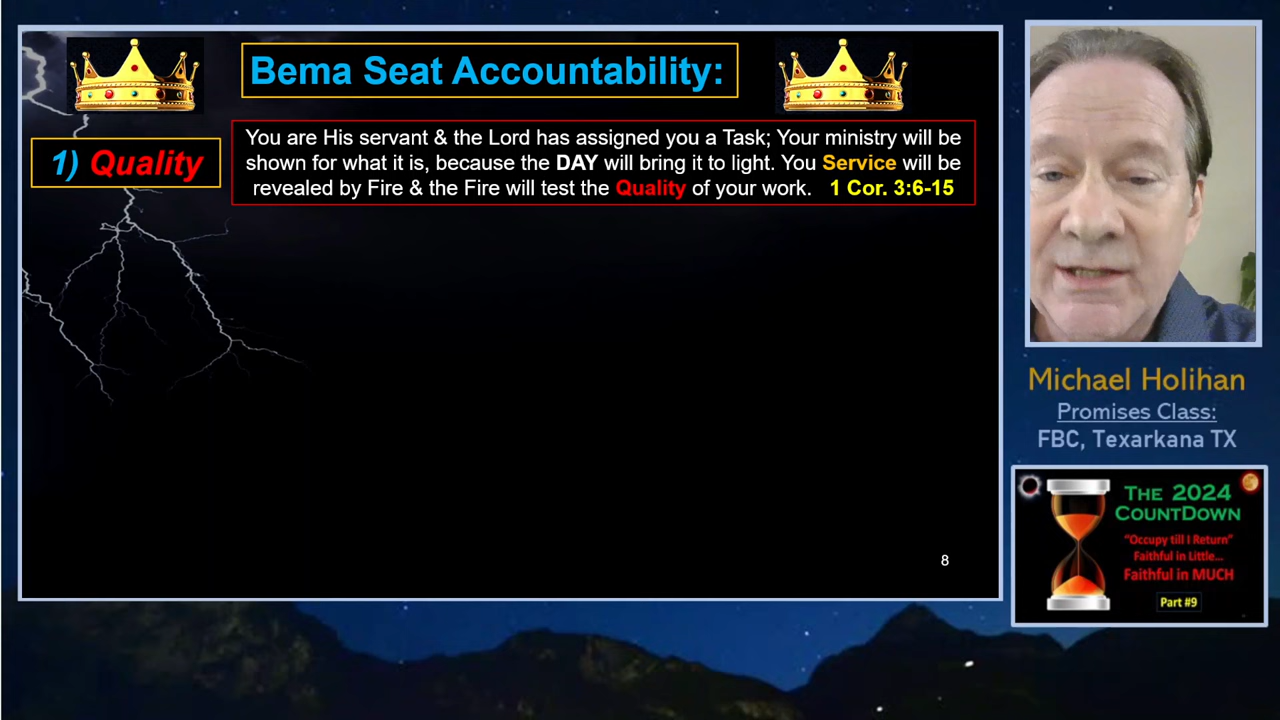 Bema Seat Accountability:
1) Quality
You are His servant & the Lord has assigned you a Task; Your ministry will be
shown for what it is, because the DAY will bring it to light. You Service will be
revealed by Fire & the Fire will test the Quality of your work. 1 Cor. 3:6-15
8
Michael Holihan
Promises Class:
FBC, Texarkana TX
The 2024
CountDown
"Occupy till I Return"
Faithful in Little...
Faithful in MUCH
Part #9